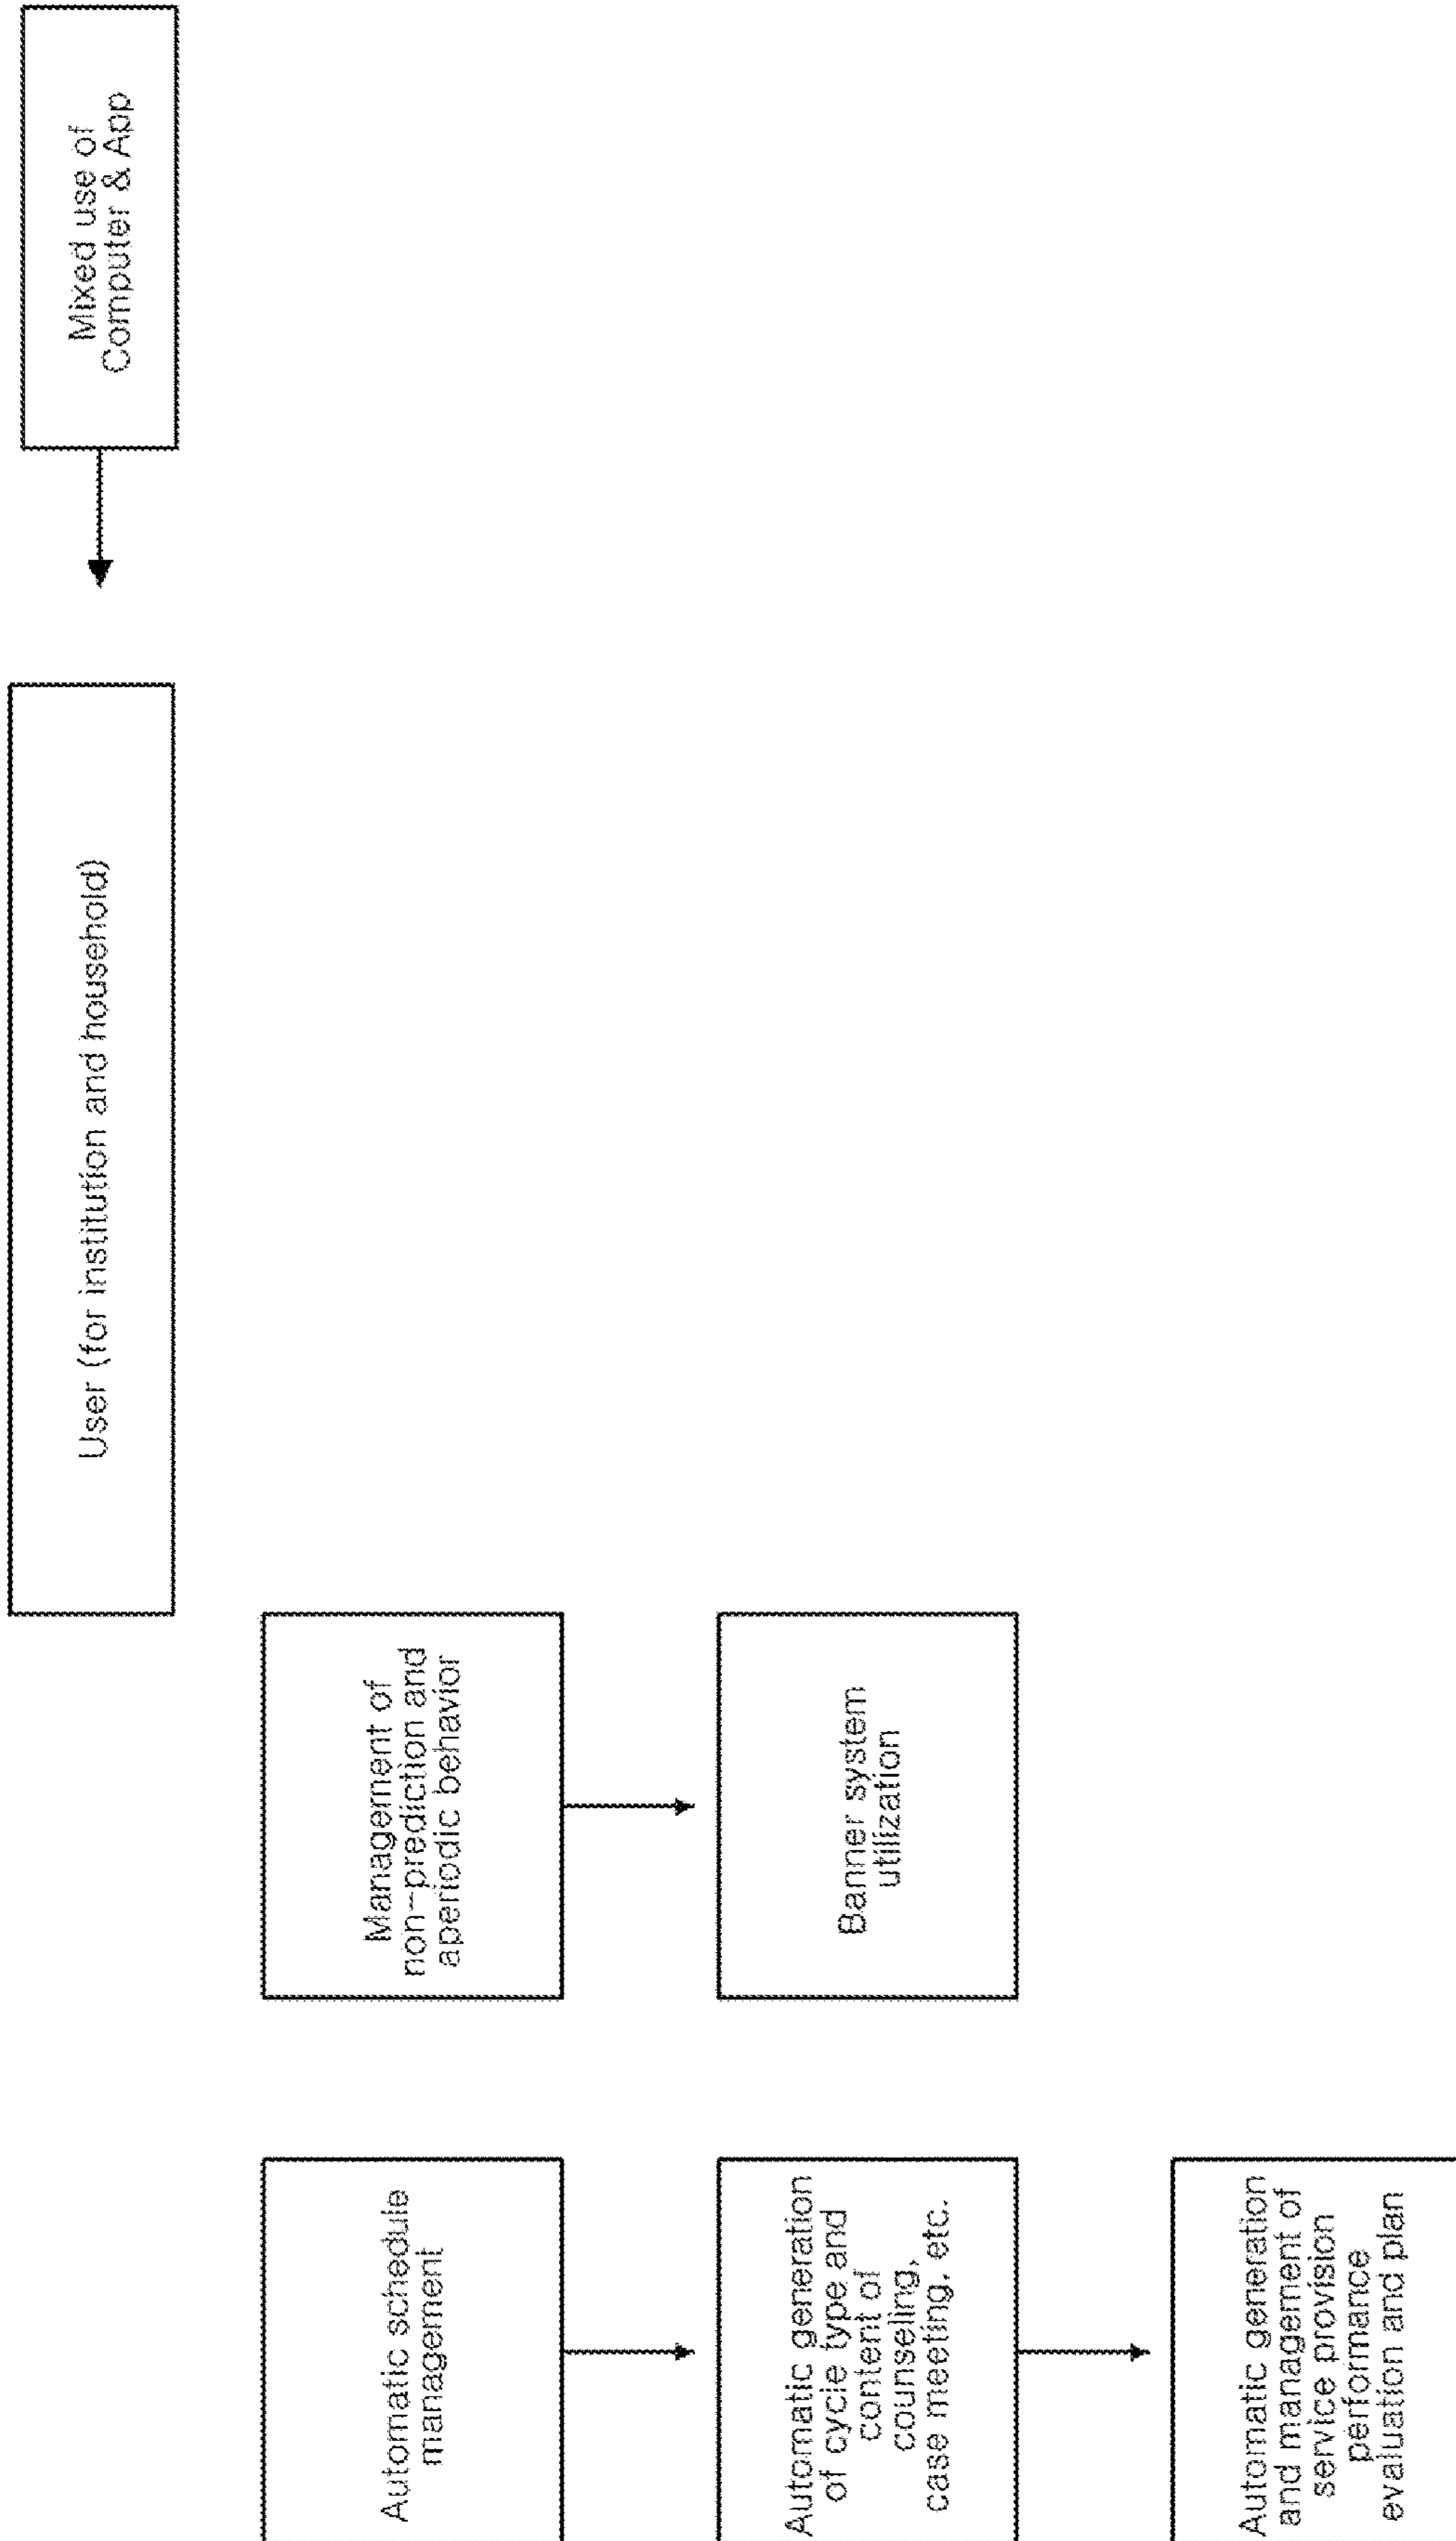 User (for institution and household)
Mixed use of
Computer & App
Automatic schedule
management
Management of
non-prediction and
aperiodic behavior
Automatic generation
of cycle type and
content of
counseling,
case meeting, etc.
Banner system
utilization
Automatic generation
and management of
service provision
performance
evaluation and plan